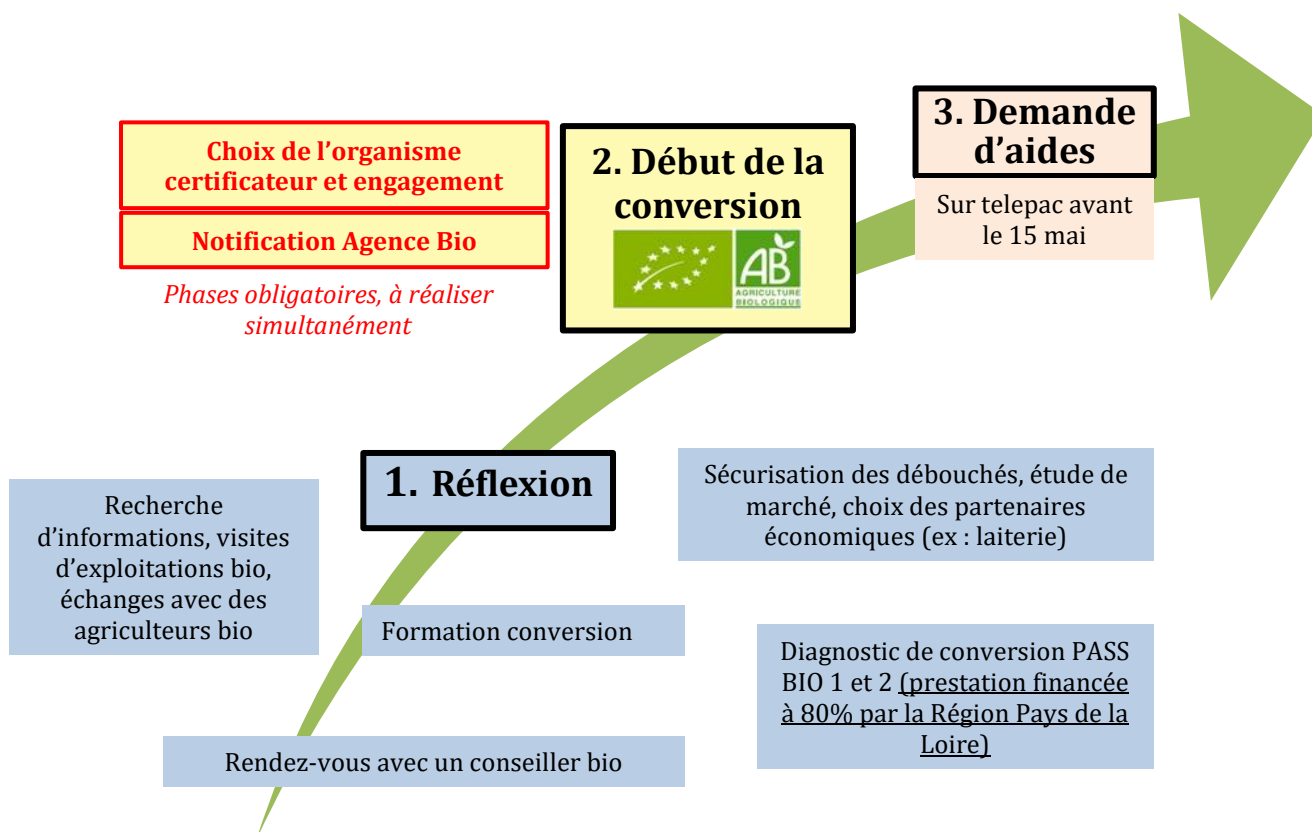 3. Demande
d'aides
Sur telepac avant
le 15 mai
Choix de l'organisme
certificateur et engagement
Notification Agence Bio
Phases obligatoires, à réaliser
simultanément
2. Début de la
conversion
AB
AGRICULTURE
BIOLOGIQUE
1. Réflexion
Recherche
d'informations, visites
d'exploitations bio,
échanges avec des
agriculteurs bio
Sécurisation des débouchés, étude de
marché, choix des partenaires
économiques (ex : laiterie)
Formation conversion
Diagnostic de conversion PASS
BIO 1 et 2 (prestation financée
à 80% par la Région Pays de la
Loire)
Rendez-vous avec un conseiller bio